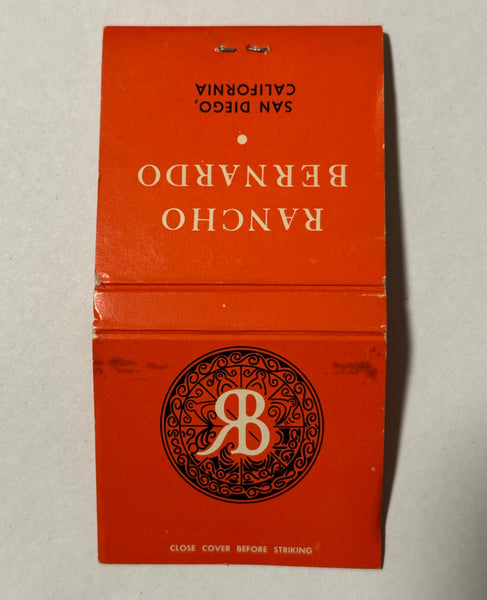 RANCHO
BERNARDO
•
SAN DIEGO,
CALIFORNIA
RB
CLOSE COVER BEFORE STRIKING